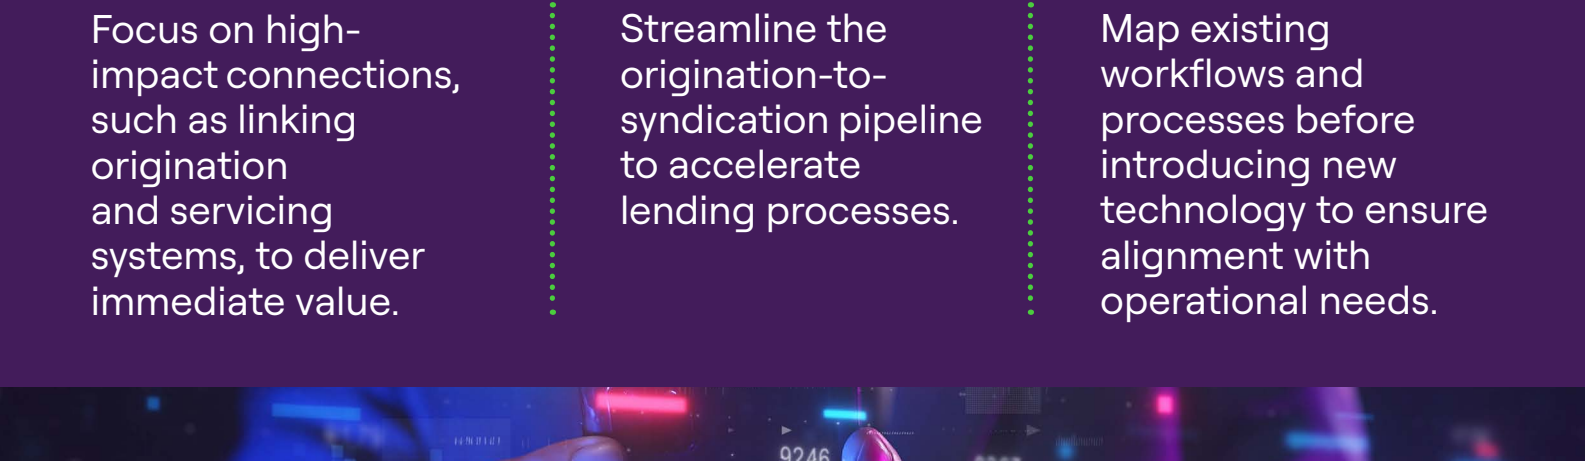 Focus on high-
impact connections,
such as linking
origination
and servicing
systems, to deliver
immediate value.
Streamline the
origination-to-
syndication pipeline
to accelerate
lending processes.
Map existing
workflows and
processes before
introducing new
technology to ensure
alignment with
operational needs.
9246